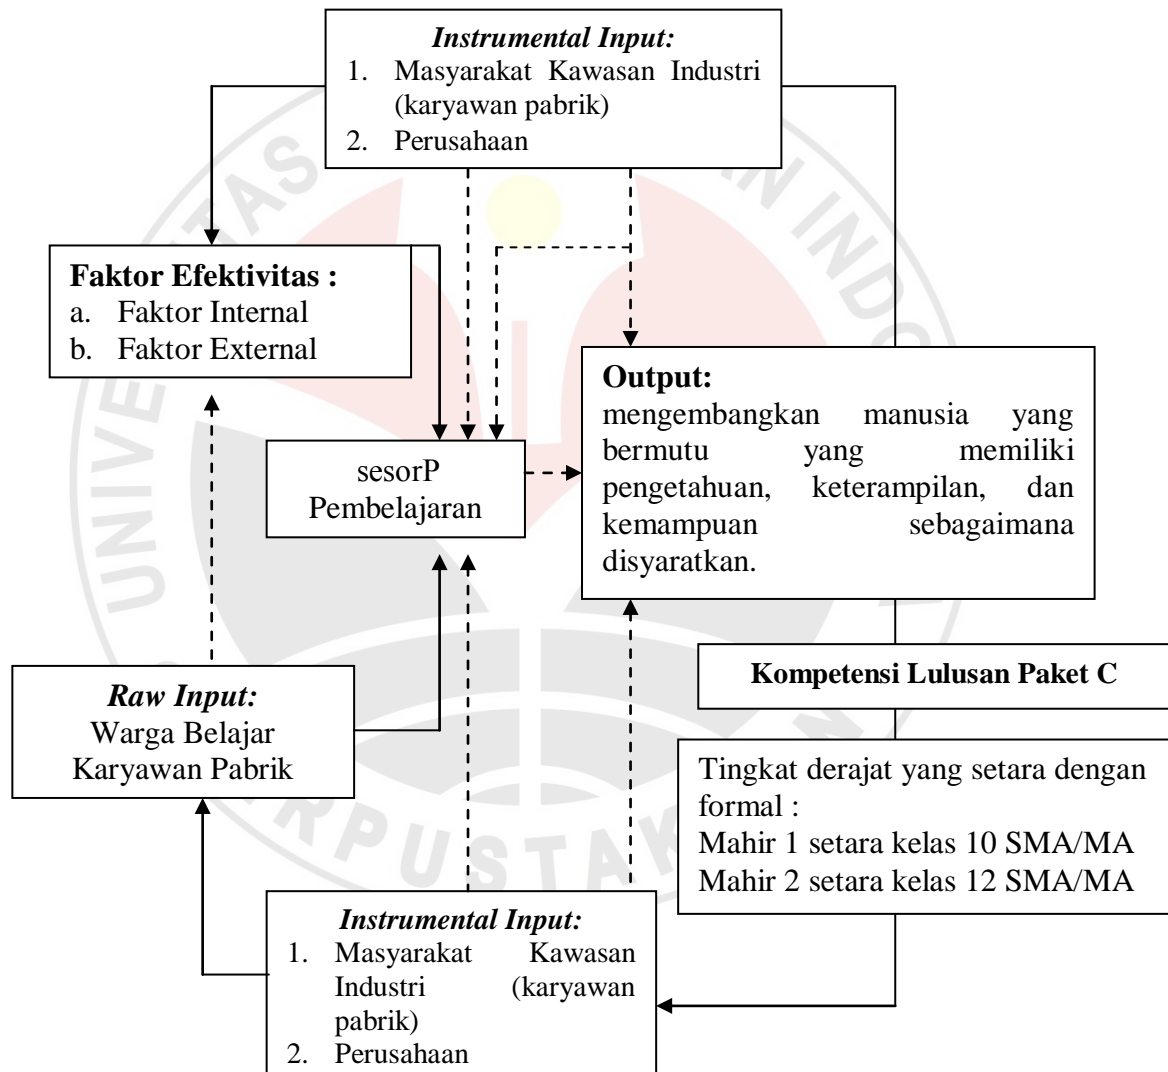 Instrumental Input:
1. Masyarakat Kawasan Industri
(karyawan pabrik)
2. Perusahaan
Faktor Efektivitas :
a. Faktor Internal
b. Faktor External
Output:
mengembangkan manusia yang
bermutu yang memiliki
pengetahuan, keterampilan, dan
kemampuan sebagaimana
disyaratkan.
sesorP
Pembelajaran
Kompetensi Lulusan Paket C
Raw Input:
Warga Belajar
Karyawan Pabrik
Tingkat derajat yang setara dengan
formal :
Mahir 1 setara kelas 10 SMA/MA
Mahir 2 setara kelas 12 SMA/MA
Instrumental Input:
1. Masyarakat Kawasan
Industri (karyawan
pabrik)
2. Perusahaan